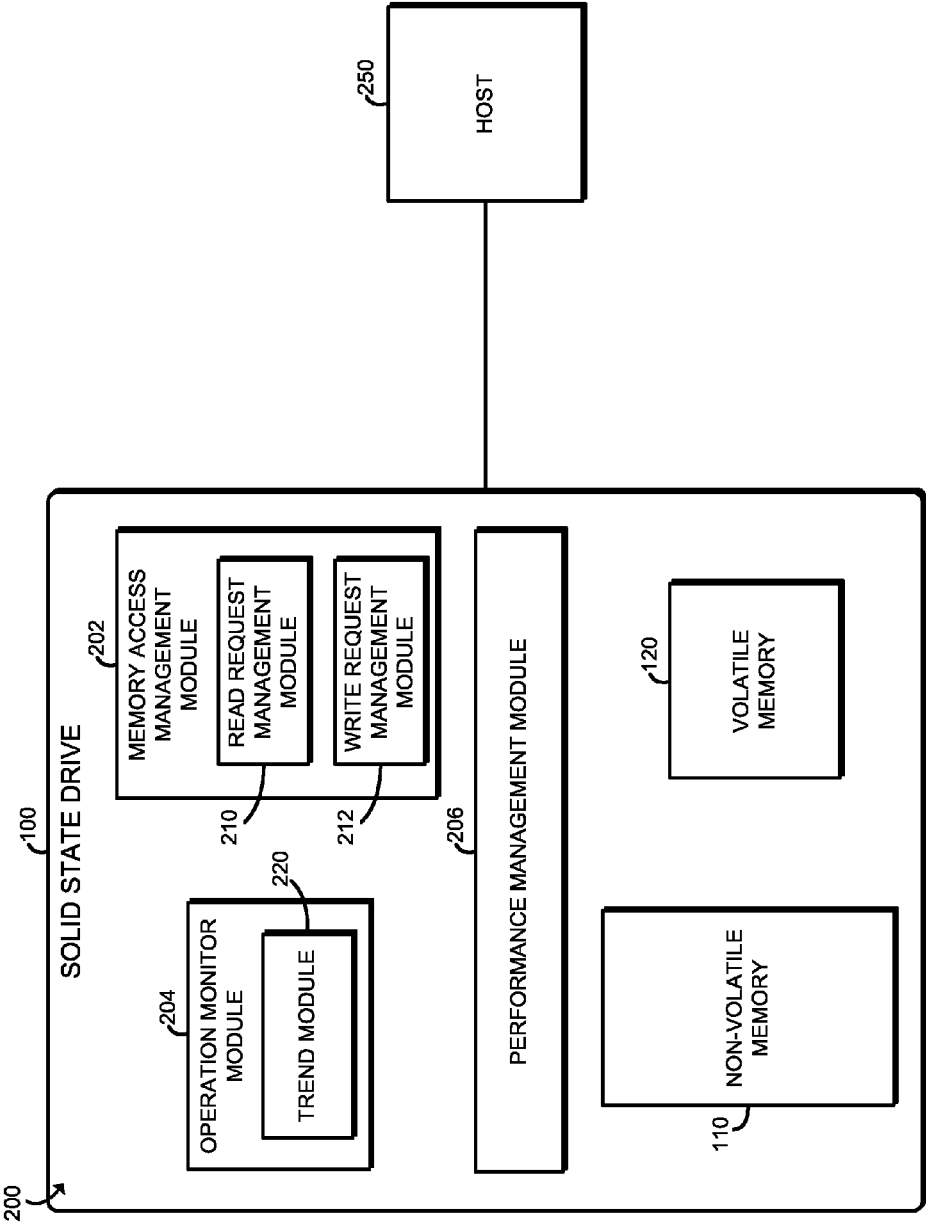 200
100
SOLID STATE DRIVE
204
OPERATION MONITOR
MODULE
220
TREND MODULE
202
MEMORY ACCESS
MANAGEMENT
MODULE
210
READ REQUEST
MANAGEMENT
MODULE
212
WRITE REQUEST
MANAGEMENT
MODULE
206
PERFORMANCE MANAGEMENT MODULE
110
NON-VOLATILE
MEMORY
120
VOLATILE
MEMORY
250
HOST